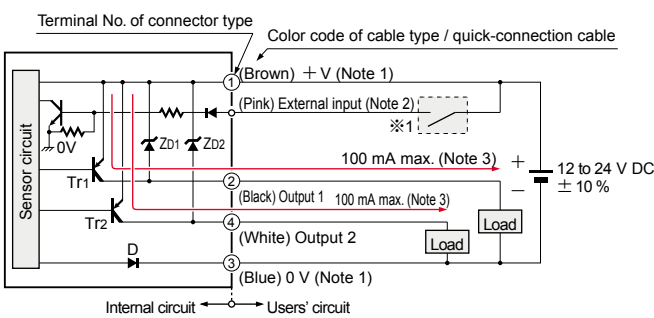 Terminal No. of connector type
Color code of cable type / quick-connection cable
1 (Brown) +V (Note 1)
(Pink) External input (Note 2)
※1
Sensor circuit
0V
ZD1 ZD2
100 mA max. (Note 3)
+
12 to 24 V DC
− ± 10 %
Tr1
2
(Black) Output 1 100 mA max. (Note 3)
Tr2
4
Load
(White) Output 2
Load
D
3
(Blue) 0 V (Note 1)
Internal circuit Users' circuit